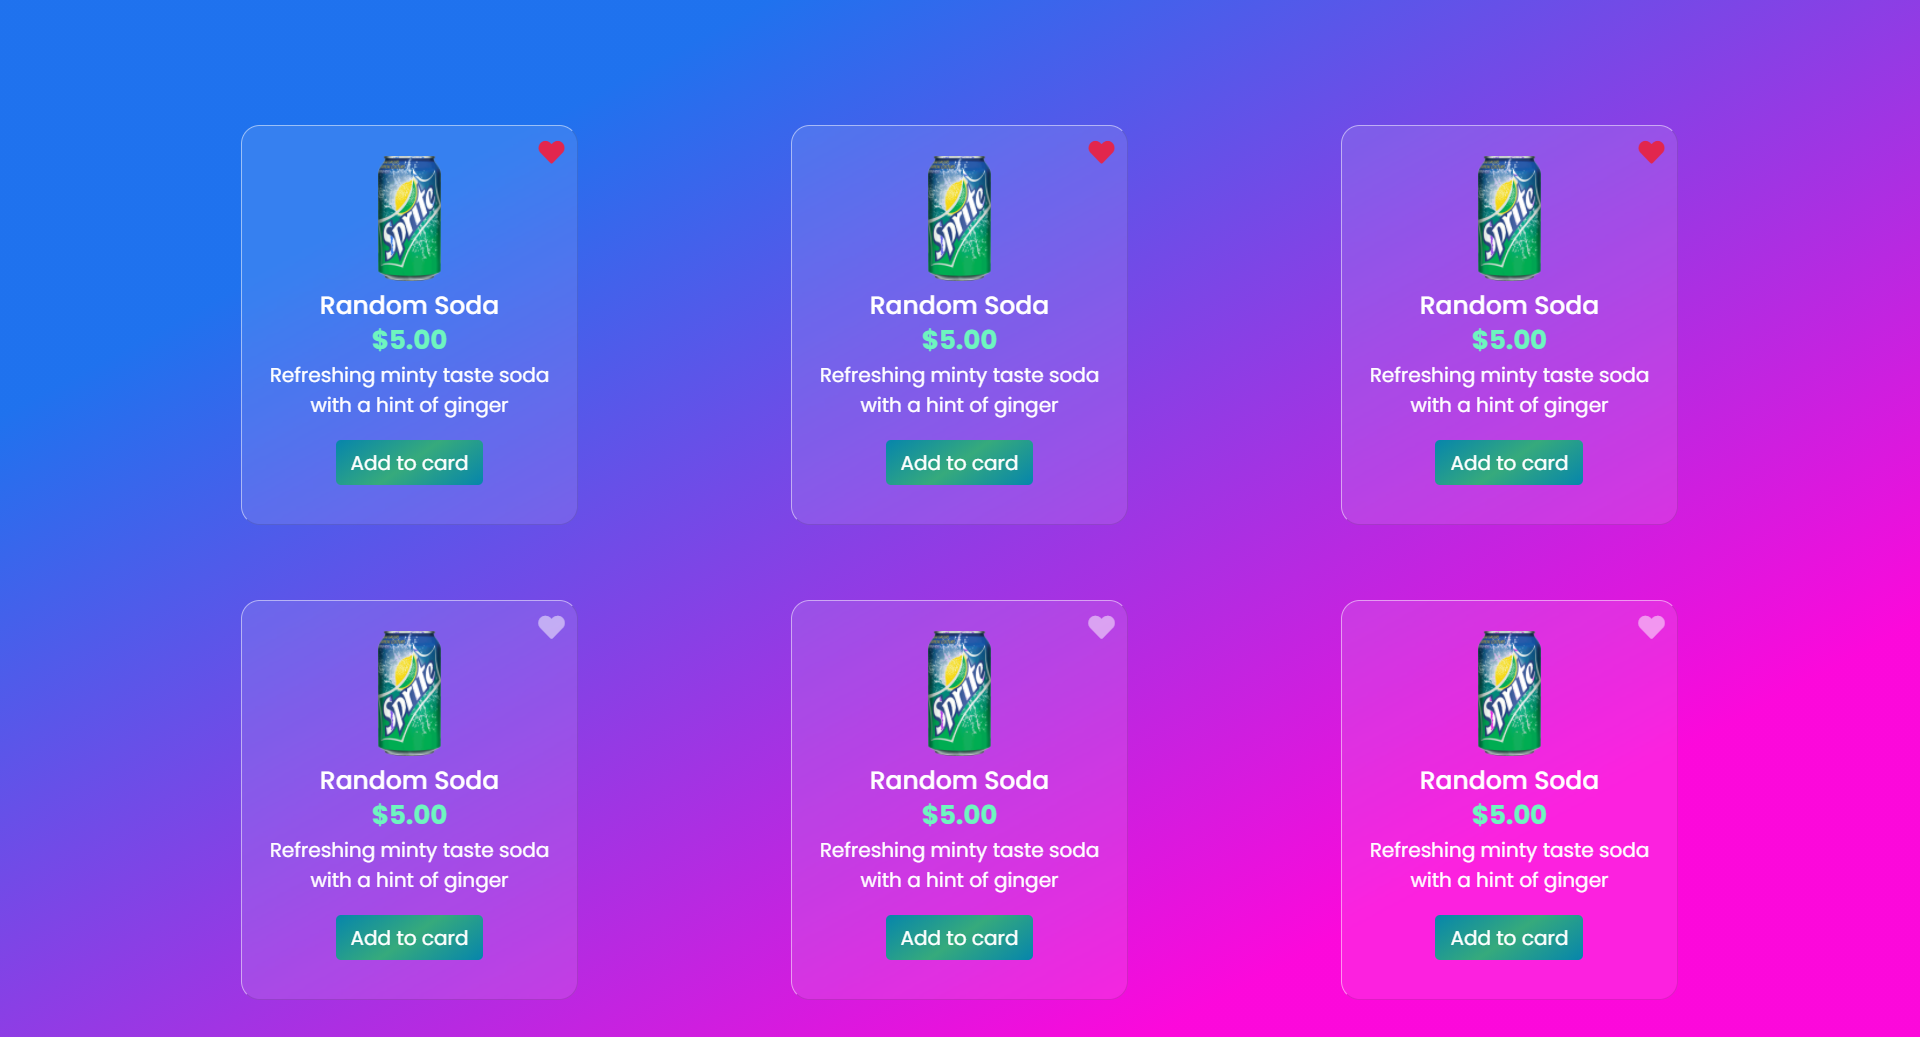 Sprite
Random Soda
$5.00
Refreshing minty taste soda
with a hint of ginger
Add to card
Sprite
Random Soda
$5.00
Refreshing minty taste soda
with a hint of ginger
Add to card
Sprite
Random Soda
$5.00
Refreshing minty taste soda
with a hint of ginger
Add to card
Sprite
Random Soda
$5.00
Refreshing minty taste soda
with a hint of ginger
Add to card
Sprite
Random Soda
$5.00
Refreshing minty taste soda
with a hint of ginger
Add to card
Sprite
Random Soda
$5.00
Refreshing minty taste soda
with a hint of ginger
Add to card